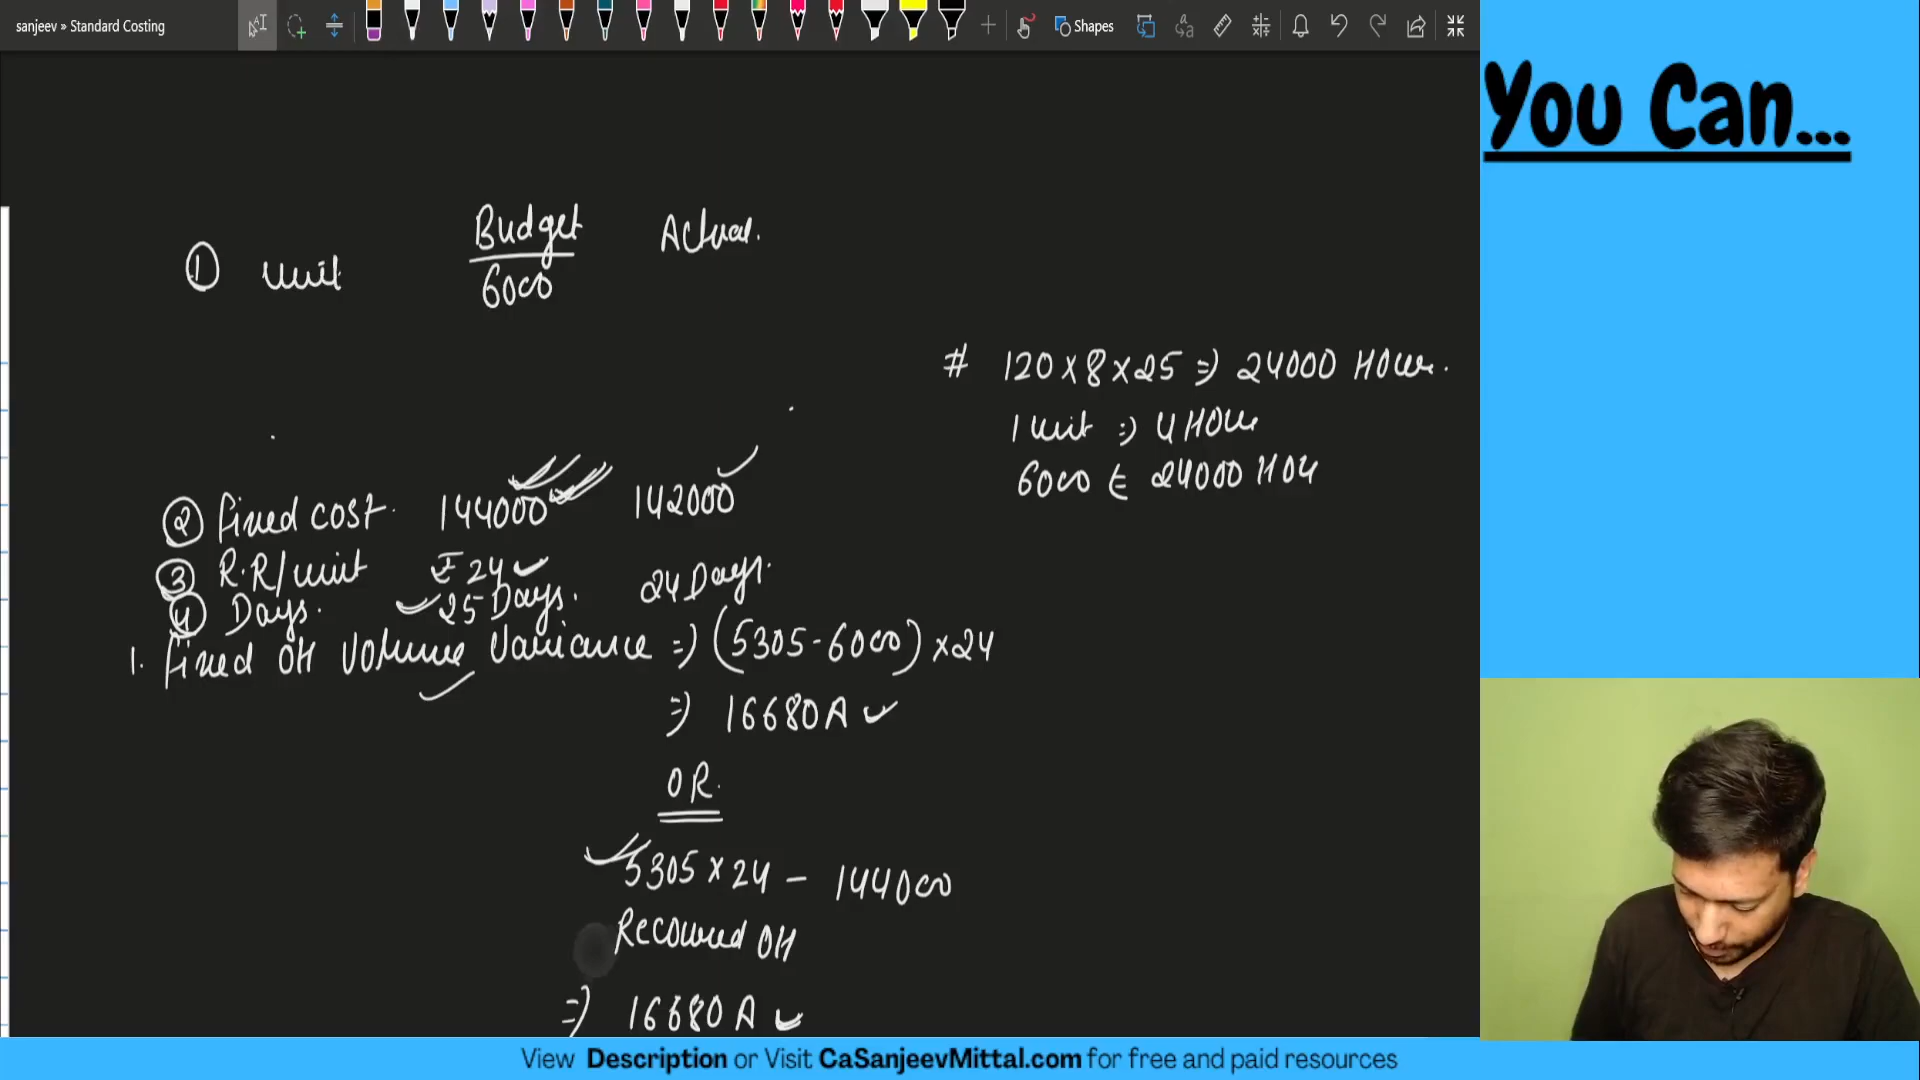 sanjeev » Standard Costing
Shapes
You Can...
Budget Actual.
① unit 6000
# 120 × 8 × 25 ⇒ 24000 Hour.
1 unit ⇒ 4 Hour
6000 ⇐ 24000 Hou
② fixed cost. 144000 142000
③ R.R/unit ₹ 24
④ Days. 25 Days. 24 Days.
1. fixed OH Volume Variance ⇒ (5305-6000) × 24
⇒ 16680 A
OR.
5305 × 24 - 144000
Recovered OH
⇒ 16680 A
View Description or Visit CaSanjeevMittal.com for free and paid resources